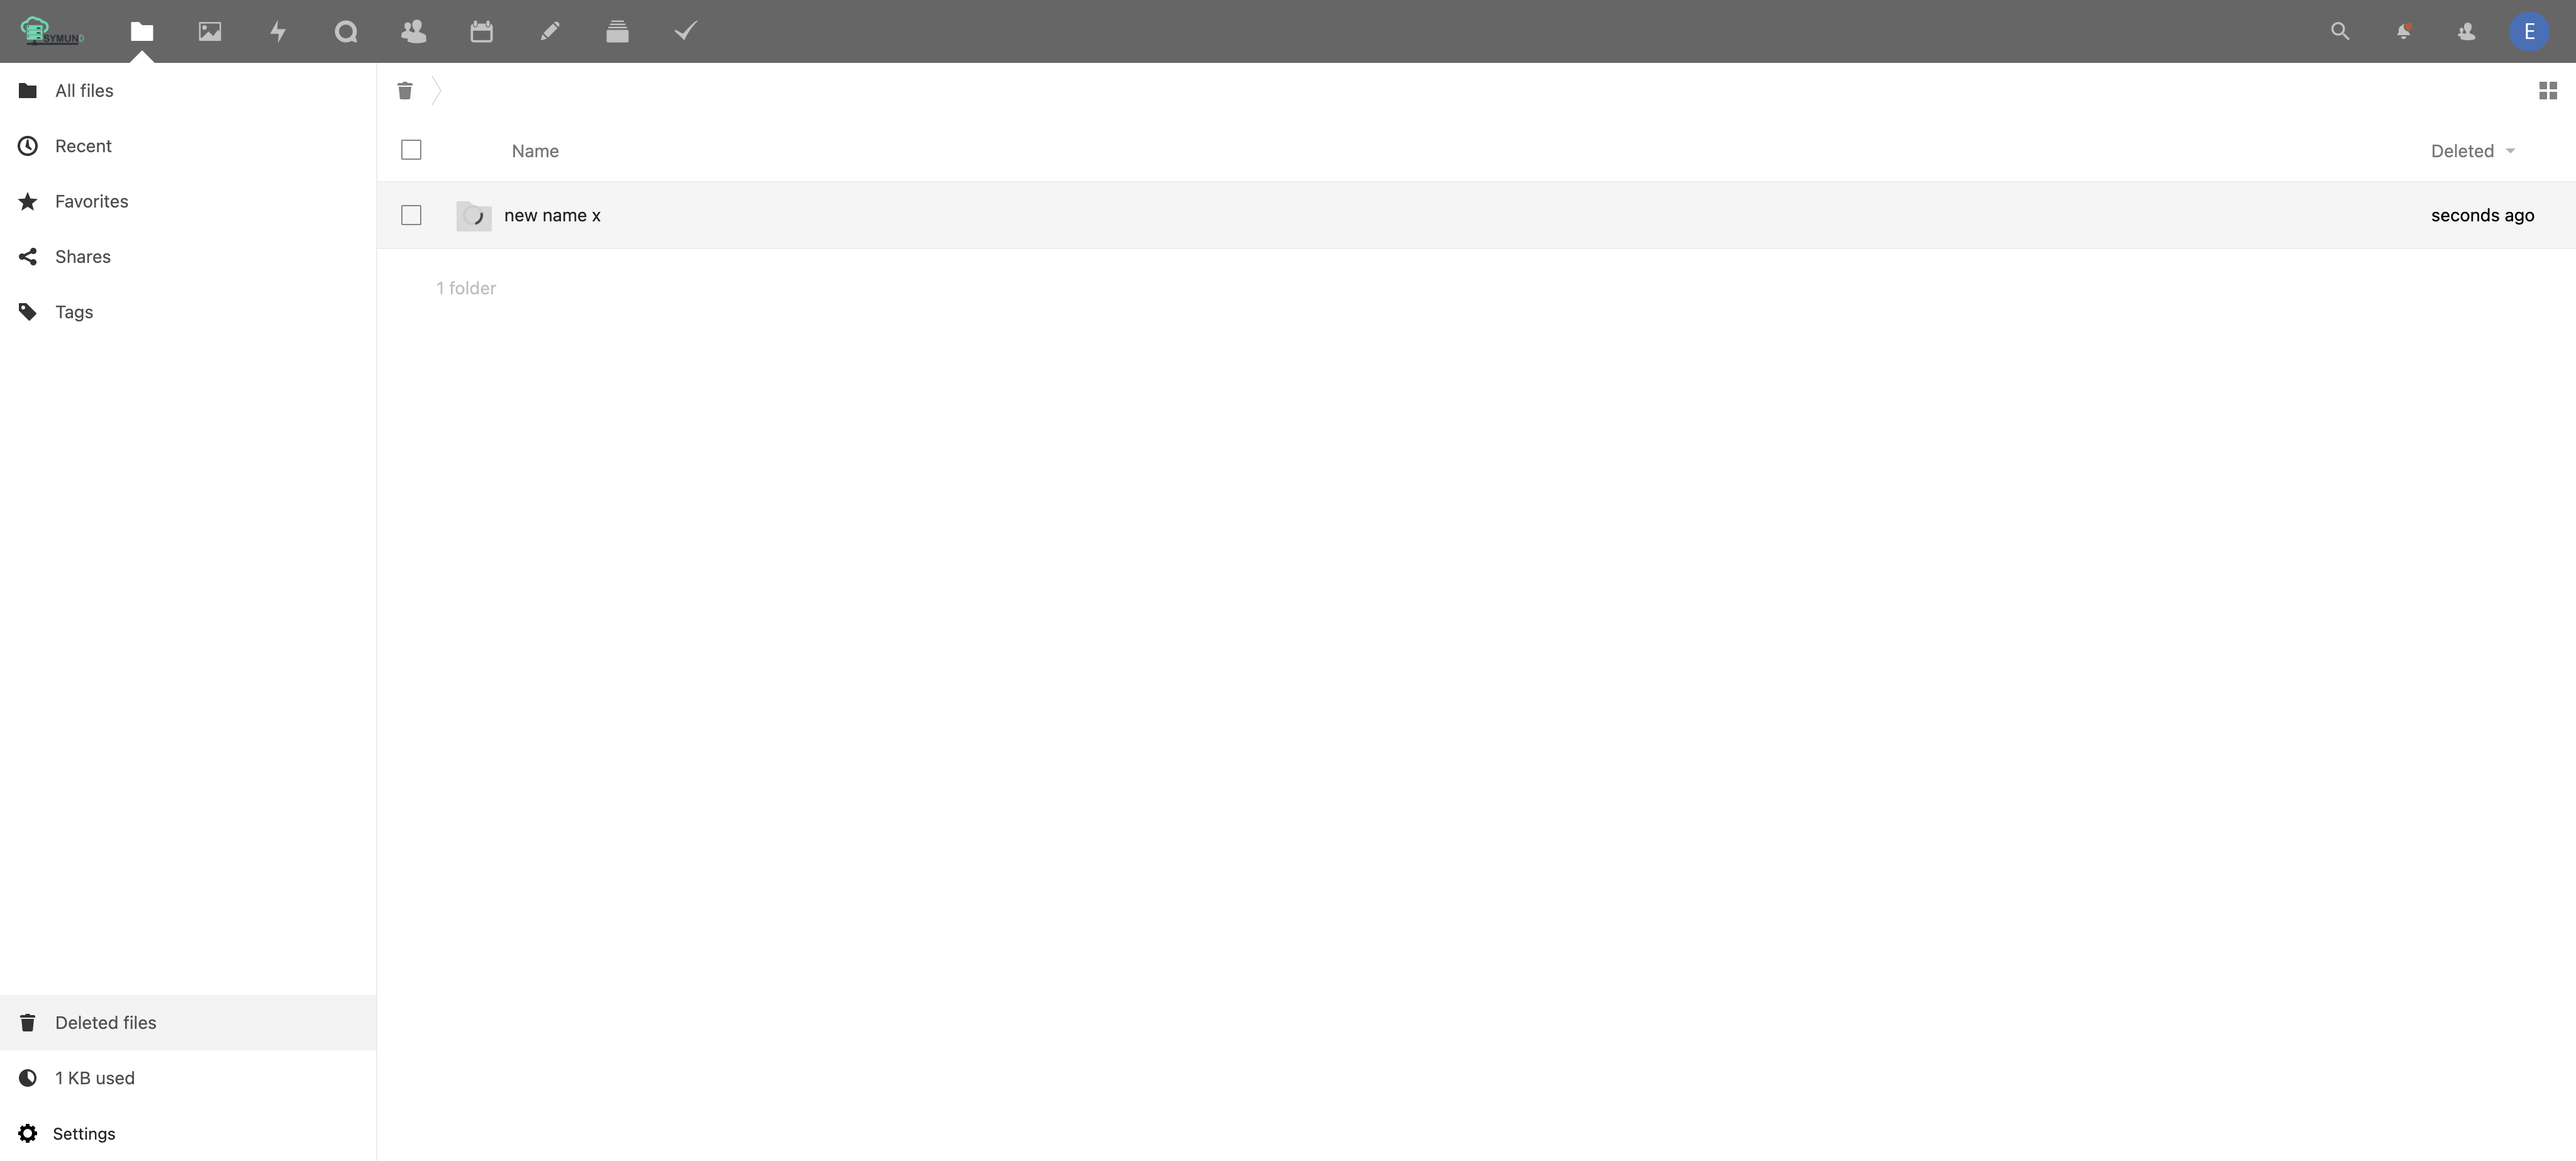 SYMUNO
E
All files
Recent
Favorites
Shares
Tags
Name
Deleted
new name x
seconds ago
1 folder
Deleted files
1 KB used
Settings